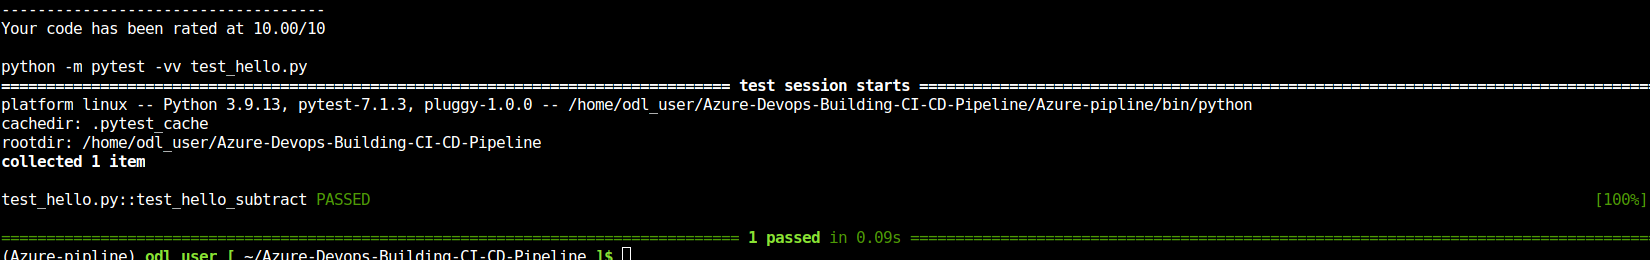 ------------------------------------
Your code has been rated at 10.00/10
python -m pytest -vv test_hello.py
================================================================================= test session starts =================================================================================
platform linux -- Python 3.9.13, pytest-7.1.3, pluggy-1.0.0 -- /home/odl_user/Azure-Devops-Building-CI-CD-Pipeline/Azure-pipline/bin/python
cachedir: .pytest_cache
rootdir: /home/odl_user/Azure-Devops-Building-CI-CD-Pipeline
collected 1 item
test_hello.py::test_hello_subtract PASSED [100%]
================================================================================== 1 passed in 0.09s ==================================================================================
(Azure-pipline) odl_user [ ~/Azure-Devops-Building-CI-CD-Pipeline ]$